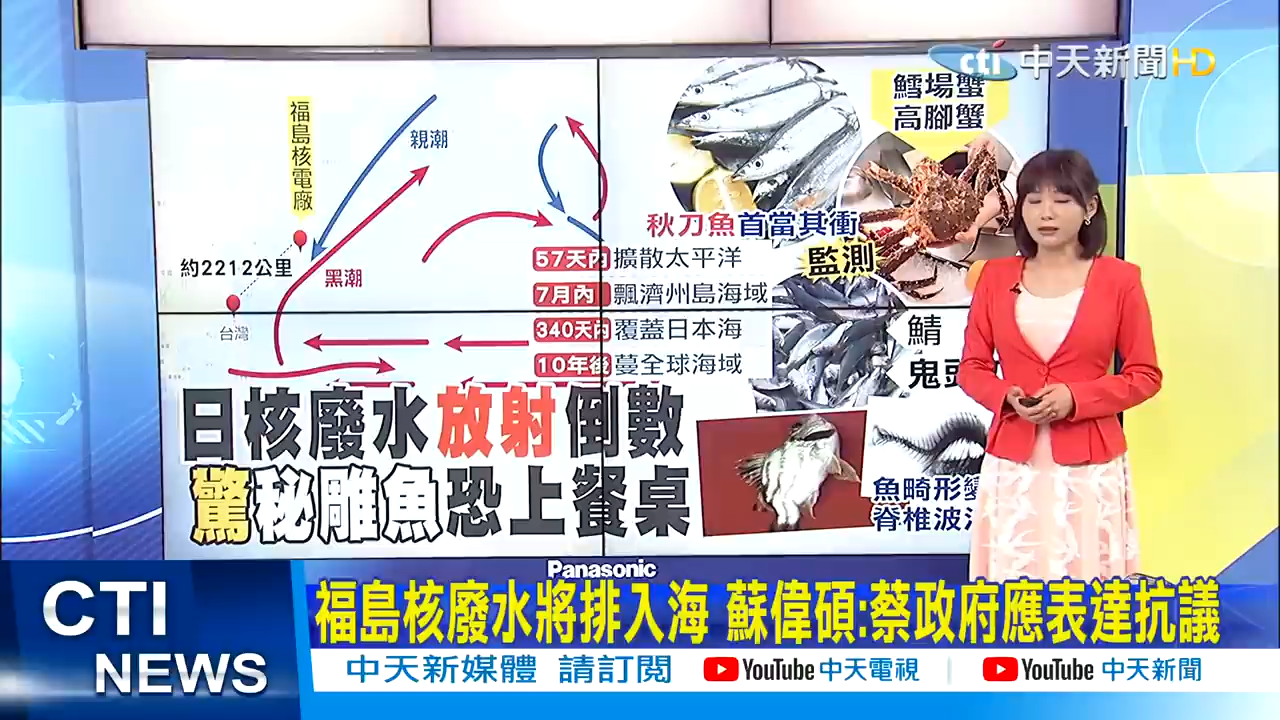 cti 中天新聞HD
鱈場蟹
高腳蟹
福島核電廠
親潮
約2212公里
黑潮
台灣
秋刀魚首當其衝
監測
57天內 擴散太平洋
7月內 飄濟州島海域
340天內 覆蓋日本海
10年後 蔓全球海域
鯖
鬼頭
日核廢水放射倒數
驚秘雕魚恐上餐桌
魚畸形變
脊椎波
Panasonic
CTI
NEWS
福島核廢水將排入海 蘇偉碩:蔡政府應表達抗議
中天新媒體 請訂閱 YouTube 中天電視 YouTube 中天新聞